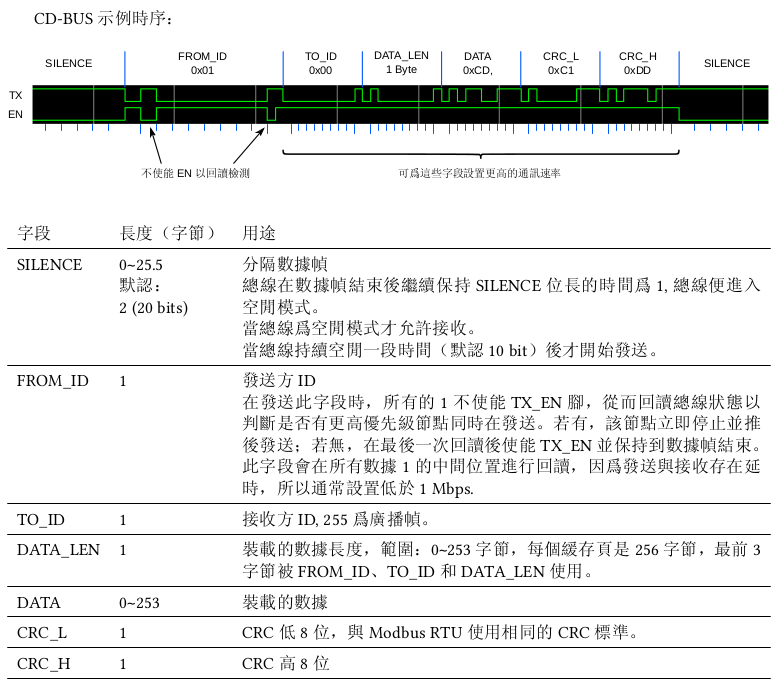 CD-BUS 示例時序：
SILENCE
FROM_ID
0x01
TO_ID
0x00
DATA_LEN
1 Byte
DATA
0xCD,
CRC_L
0xC1
CRC_H
0xDD
SILENCE
TX
EN
不使能 EN 以回讀檢測
可爲這些字段設置更高的通訊速率
字段 長度（字節） 用途
SILENCE 0~25.5 分隔數據幀
默認： 總線在數據幀結束後繼續保持 SILENCE 位長的時間爲 1, 總線便進入
2 (20 bits) 空閒模式。
當總線爲空閒模式才允許接收。
當總線持續空閒一段時間（默認 10 bit）後才開始發送。
FROM_ID 1 發送方 ID
在發送此字段時，所有的 1 不使能 TX_EN 腳，從而回讀總線狀態以
判斷是否有更高優先級節點同時在發送。若有，該節點立即停止並推
後發送；若無，在最後一次回讀後使能 TX_EN 並保持到數據幀結束。
此字段會在所有數據 1 的中間位置進行回讀，因爲發送與接收存在延
時，所以通常設置低於 1 Mbps.
TO_ID 1 接收方 ID, 255 爲廣播幀。
DATA_LEN 1 裝載的數據長度，範圍：0~253 字節，每個緩存頁是 256 字節，最前 3
字節被 FROM_ID、TO_ID 和 DATA_LEN 使用。
DATA 0~253 裝載的數據
CRC_L 1 CRC 低 8 位，與 Modbus RTU 使用相同的 CRC 標準。
CRC_H 1 CRC 高 8 位